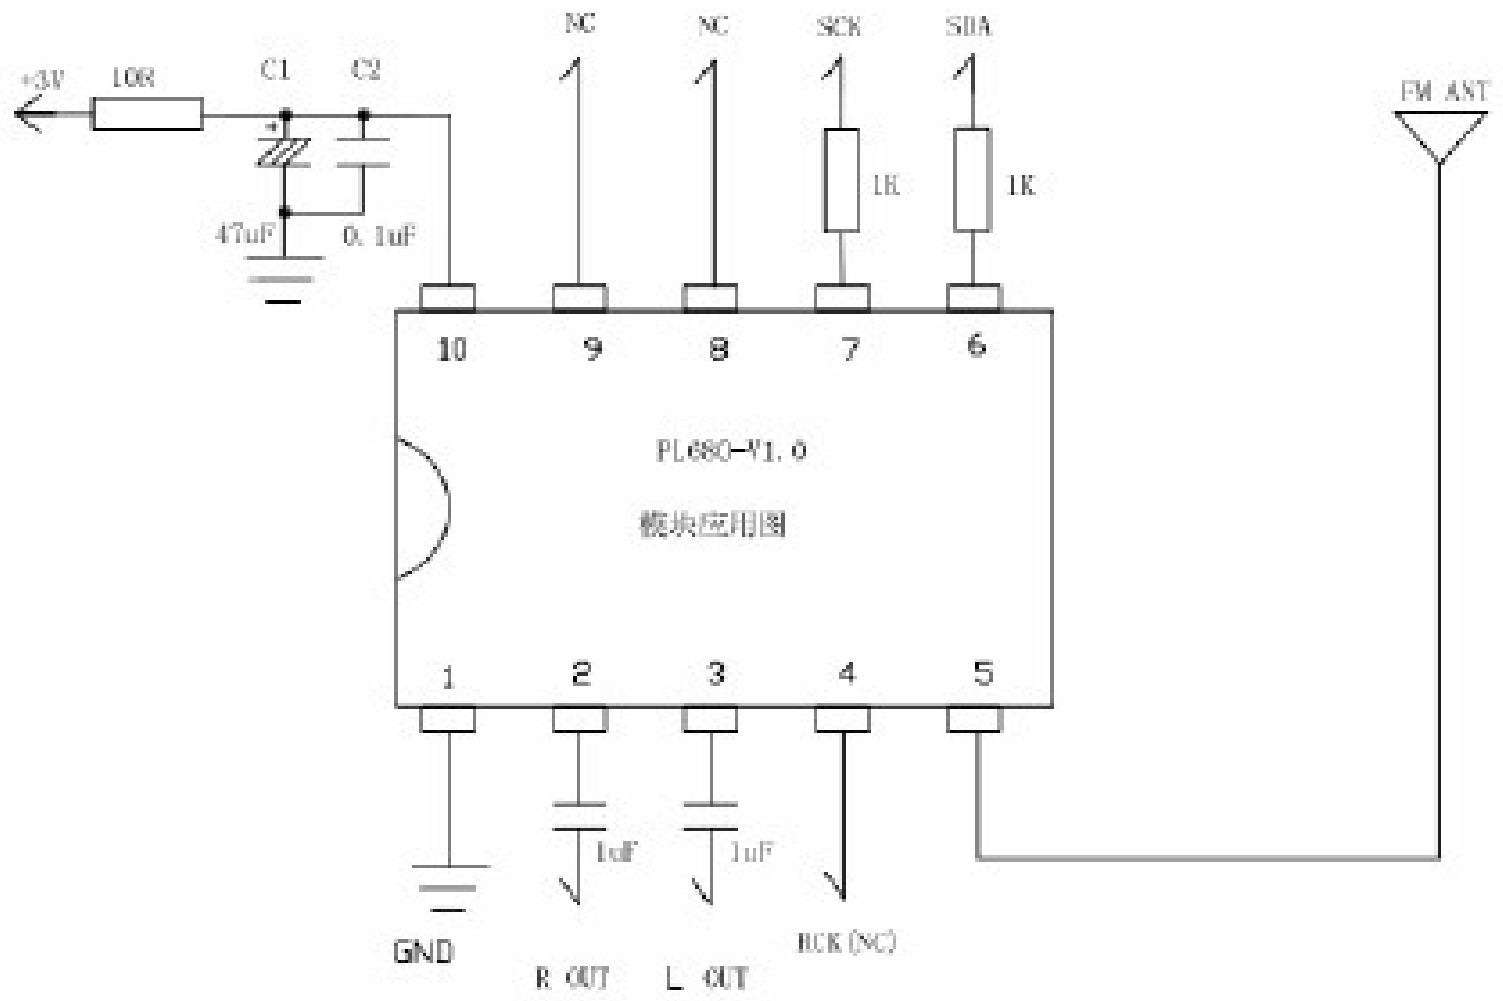 NC
NC
SCK
SDA
+3V
10R
C1
C2
FM ANT
+
1K
1K
47uF
0.1uF
10
9
8
7
6
PL680-V1.0
模块应用图
1
2
3
4
5
1uF
1uF
RCK(NC)
GND
R OUT
L OUT